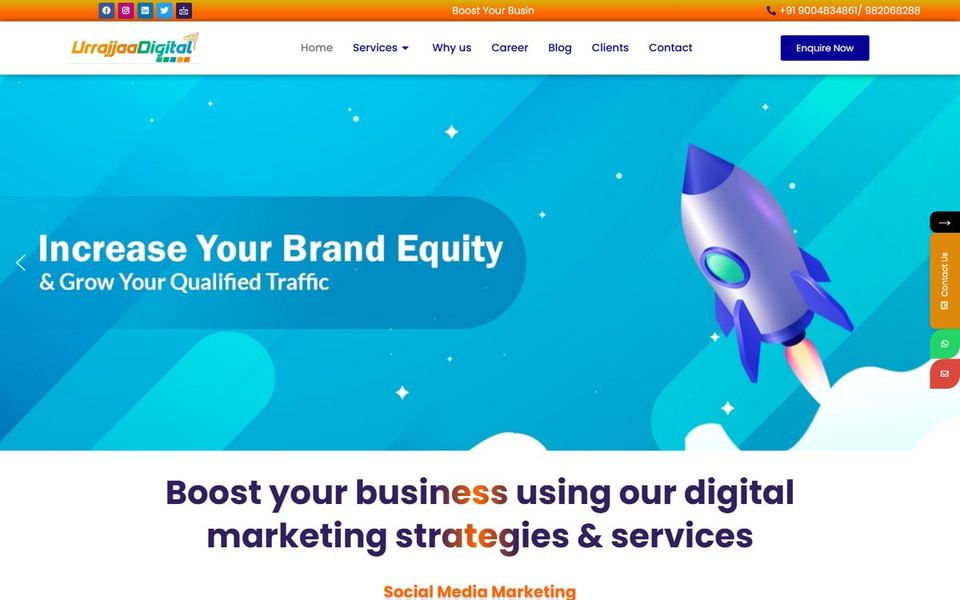 Boost Your Busin
+91 9004834861/ 982068288
UrrajjaaDigital
Home
Services
Why us
Career
Blog
Clients
Contact
Enquire Now
Increase Your Brand Equity
& Grow Your Qualified Traffic
→
Contact Us
Boost your business using our digital
marketing strategies & services
Social Media Marketing